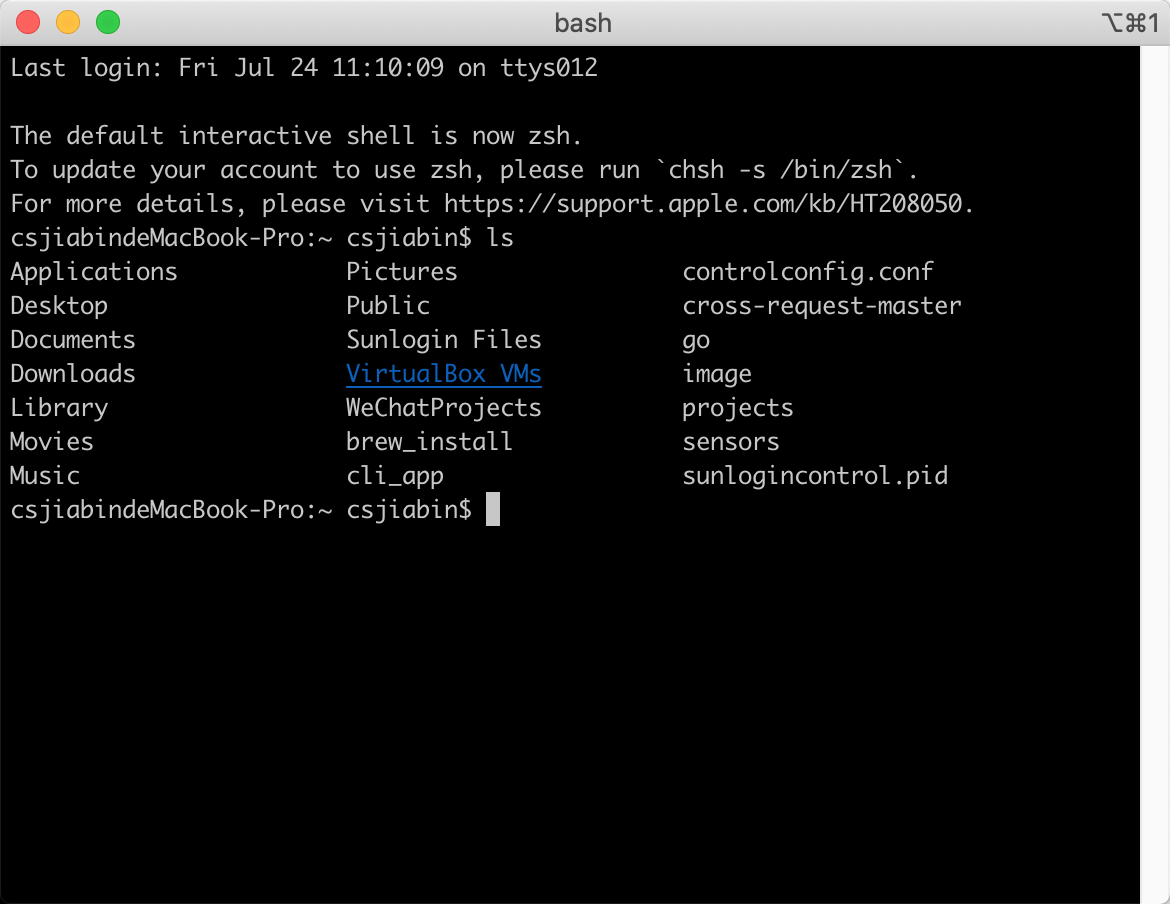 bash ⌥⌘1
Last login: Fri Jul 24 11:10:09 on ttys012

The default interactive shell is now zsh.
To update your account to use zsh, please run `chsh -s /bin/zsh`.
For more details, please visit https://support.apple.com/kb/HT208050.
csjiabindeMacBook-Pro:~ csjiabin$ ls
Applications Pictures controlconfig.conf
Desktop Public cross-request-master
Documents Sunlogin Files go
Downloads VirtualBox VMs image
Library WeChatProjects projects
Movies brew_install sensors
Music cli_app sunlogincontrol.pid
csjiabindeMacBook-Pro:~ csjiabin$